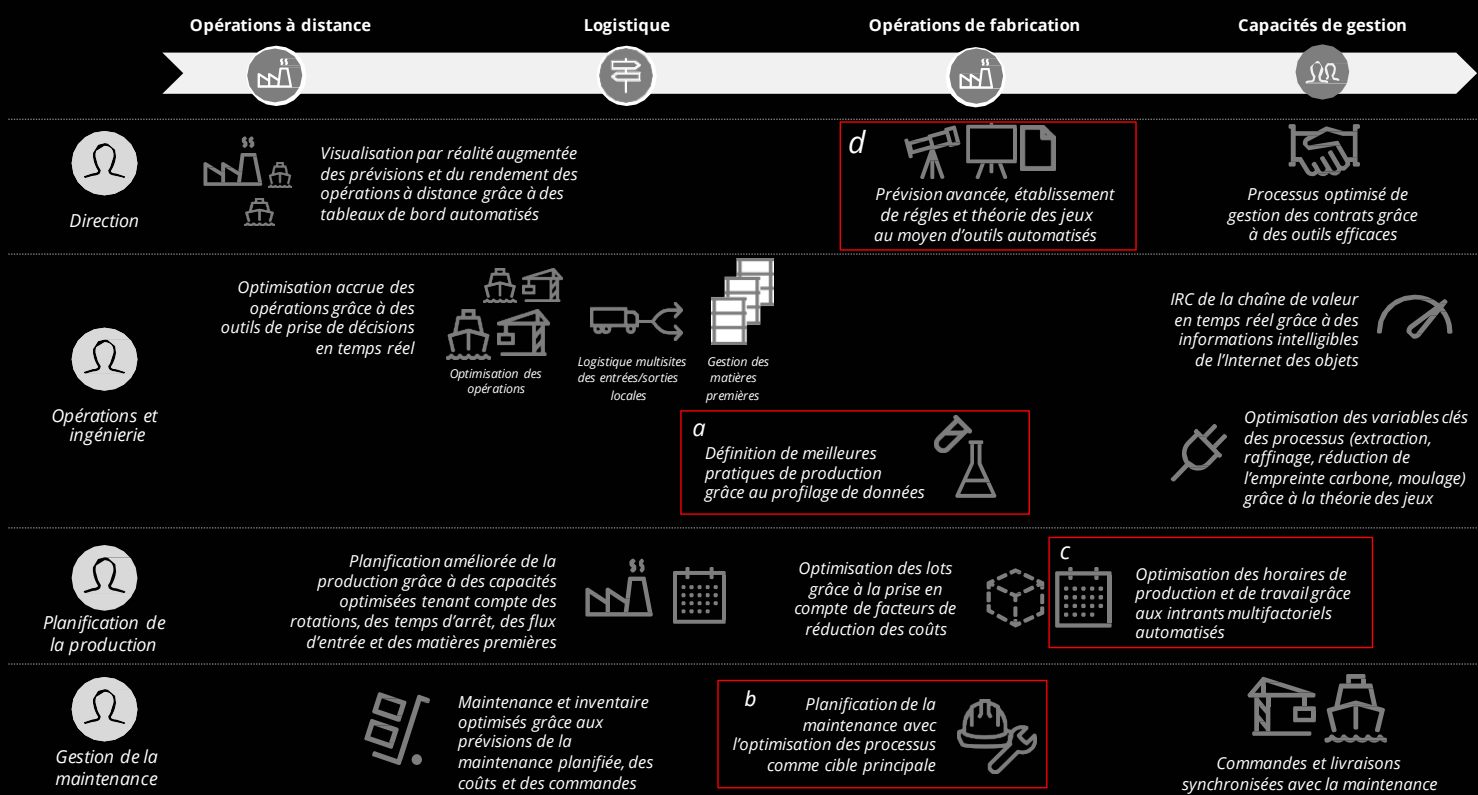 Opérations à distance
Logistique
Opérations de fabrication
Capacités de gestion
Direction
Visualisation par réalité augmentée
des prévisions et du rendement des
opérations à distance grâce à des
tableaux de bord automatisés
d
Prévision avancée, établissement
de régles et théorie des jeux
au moyen d'outils automatisés
Processus optimisé de
gestion des contrats grâce
à des outils efficaces
Opérations et
ingénierie
Optimisation accrue des
opérations grâce à des
outils de prise de décisions
en temps réel
Optimisation des
opérations
Logistique multisites
des entrées/sorties
locales
Gestion des
matières
premières
IRC de la chaîne de valeur
en temps réel grâce à des
informations intelligibles
de l'Internet des objets
a
Définition de meilleures
pratiques de production
grâce au profilage de données
Optimisation des variables clés
des processus (extraction,
raffinage, réduction de
l'empreinte carbone, moulage)
grâce à la théorie des jeux
Planification de
la production
Planification améliorée de la
production grâce à des capacités
optimisées tenant compte des
rotations, des temps d'arrêt, des flux
d'entrée et des matières premières
Optimisation des lots
grâce à la prise en
compte de facteurs de
réduction des coûts
c
Optimisation des horaires de
production et de travail grâce
aux intrants multifactoriels
automatisés
Gestion de la
maintenance
Maintenance et inventaire
optimisés grâce aux
prévisions de la
maintenance planifiée, des
coûts et des commandes
b
Planification de la
maintenance avec
l'optimisation des processus
comme cible principale
Commandes et livraisons
synchronisées avec la maintenance